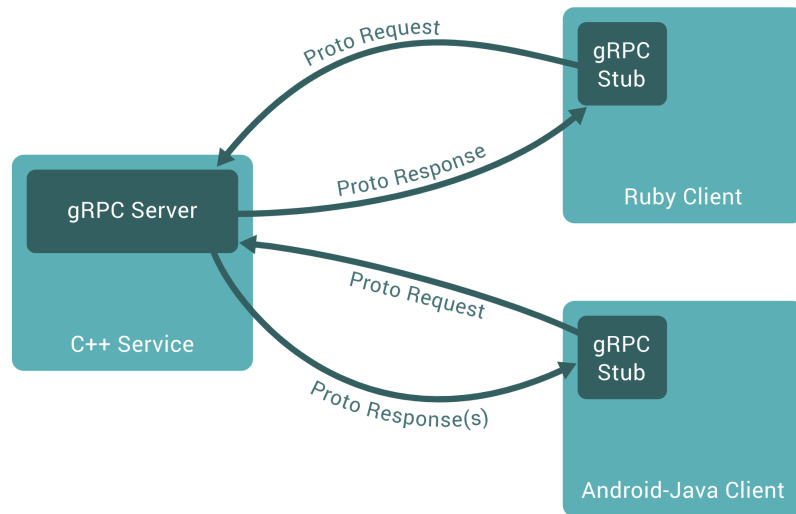 Proto Request
gRPC
Stub
Proto Response
Ruby Client
gRPC Server
C++ Service
Proto Request
gRPC
Stub
Proto Response(s)
Android-Java Client